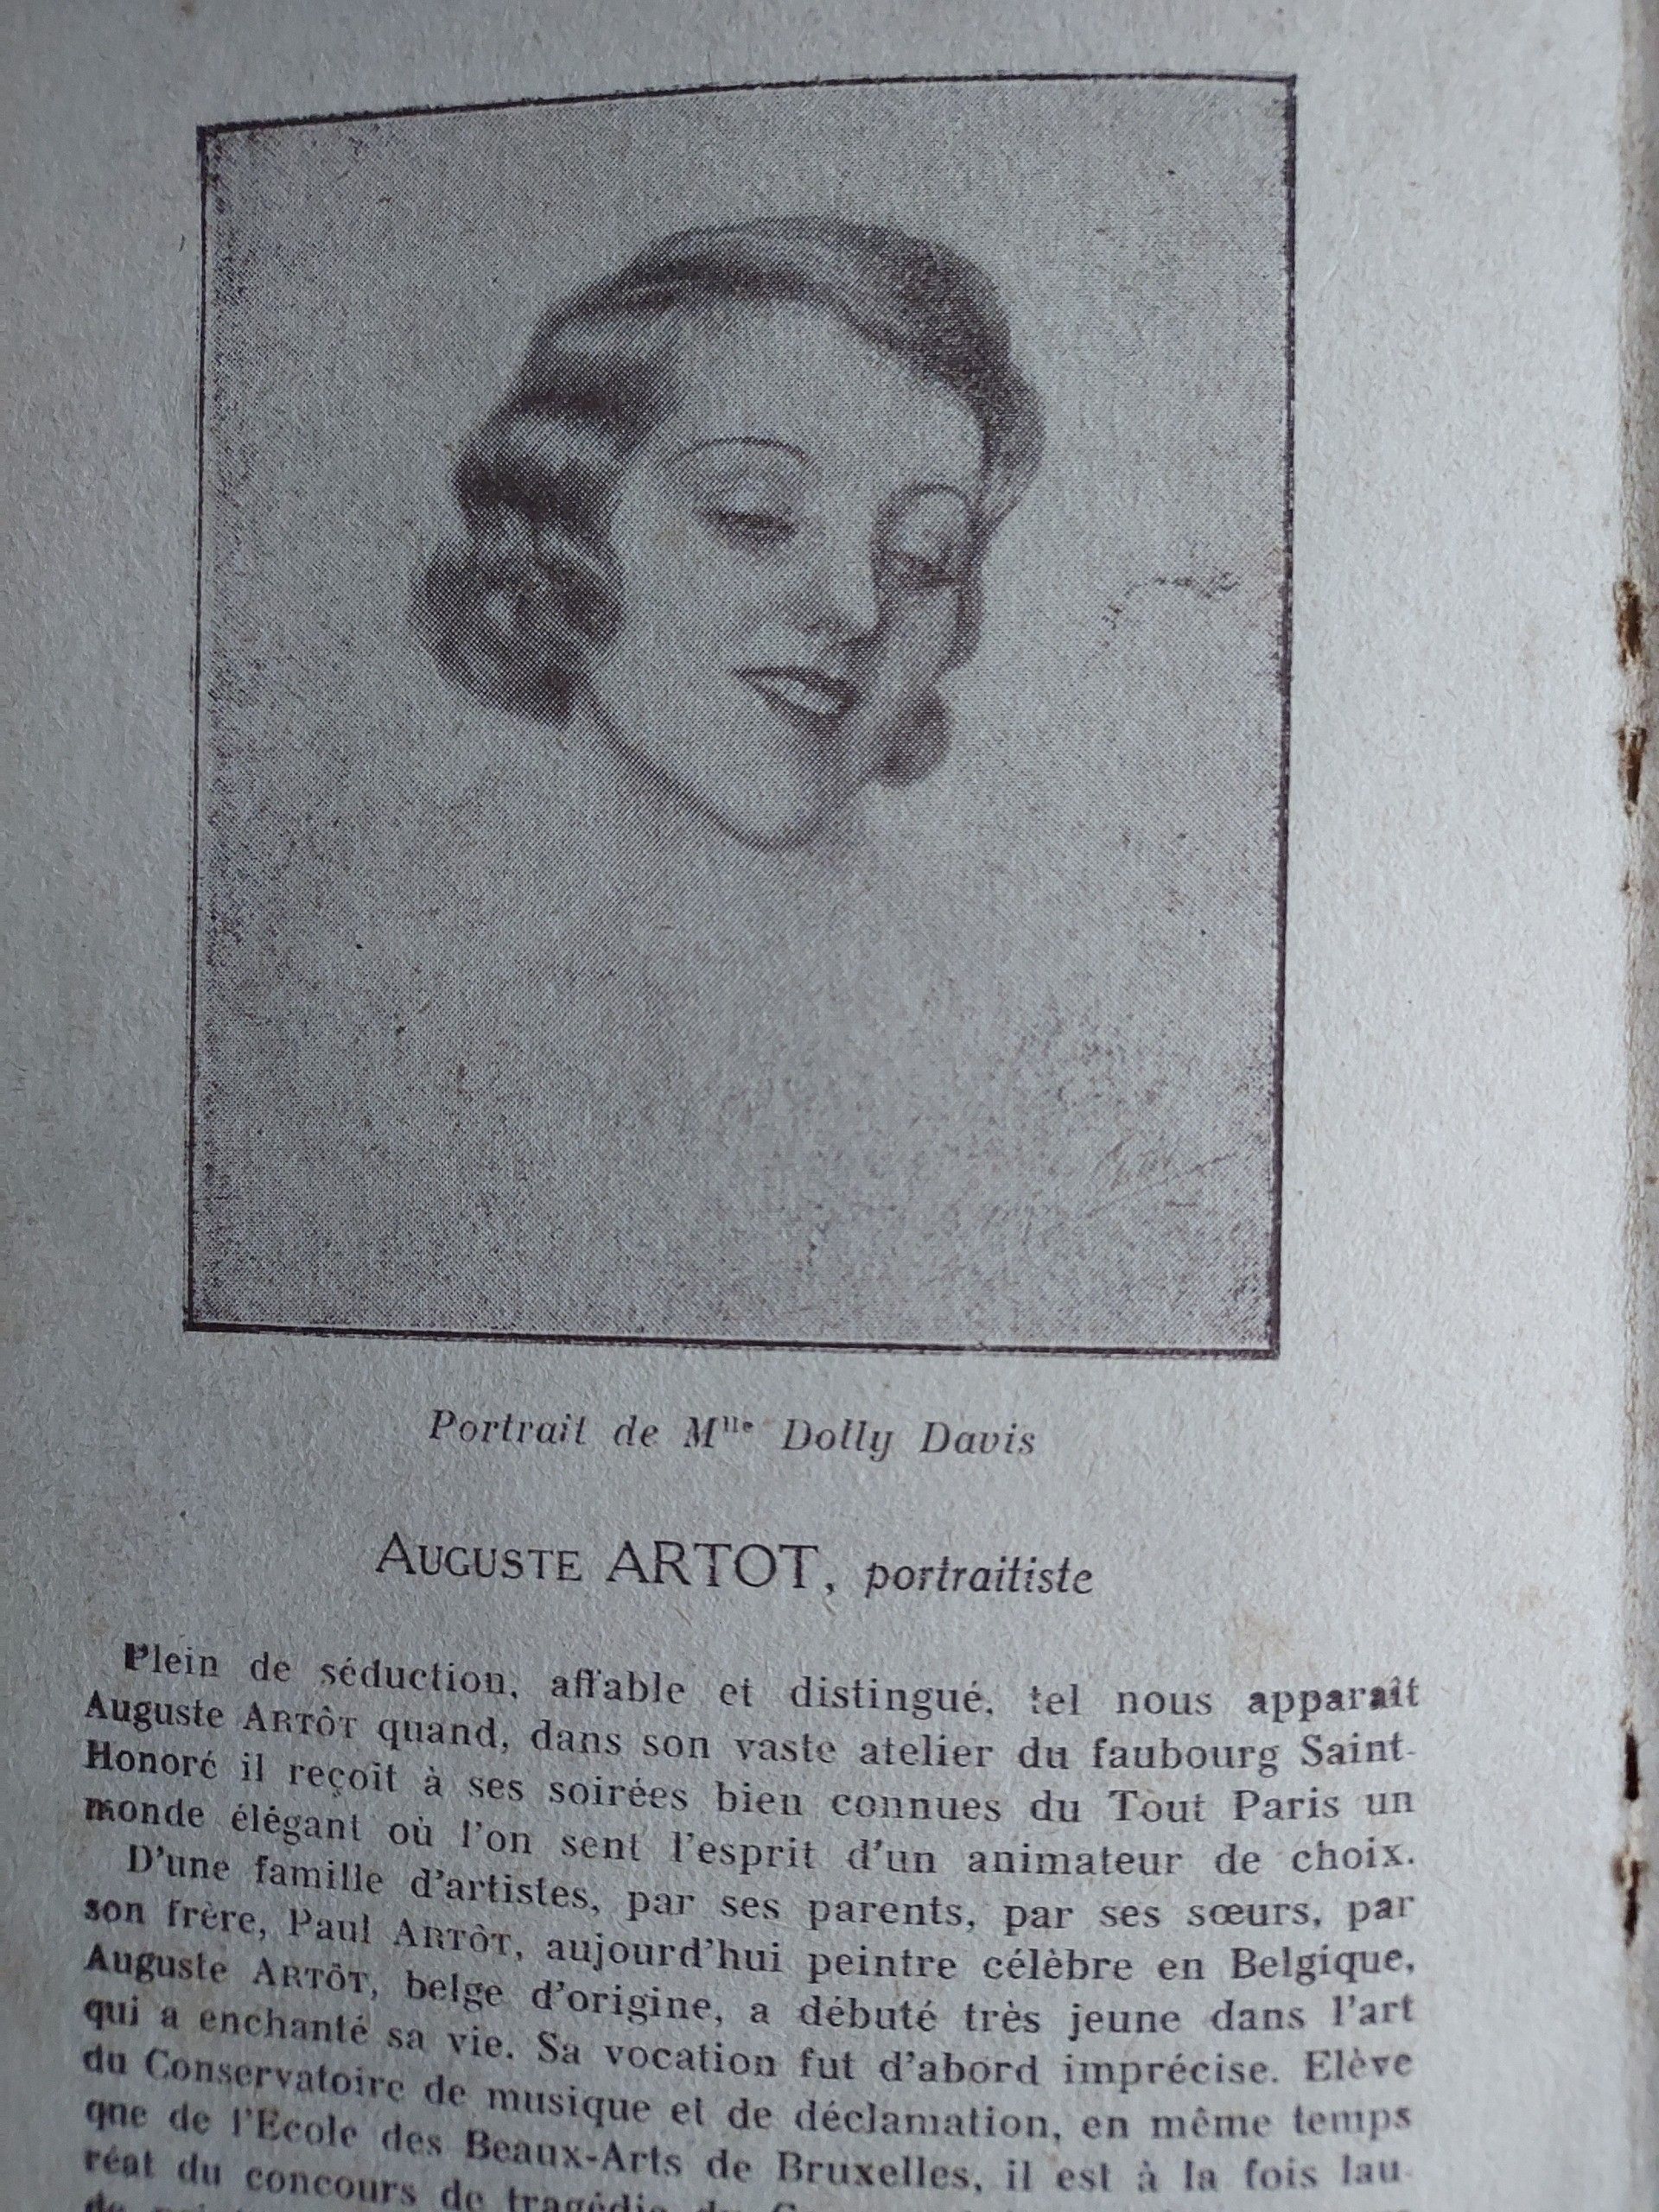 Portrait de Mlle Dolly Davis
AUGUSTE ARTOT, portraitiste
Plein de séduction, affable et distingué, tel nous apparaît
Auguste ARTÔT quand, dans son vaste atelier du faubourg Saint-
Honoré il reçoit à ses soirées bien connues du Tout Paris un
monde élégant où l'on sent l'esprit d'un animateur de choix.
D'une famille d'artistes, par ses parents, par ses sœurs, par
son frère, Paul ARTÔT, aujourd'hui peintre célèbre en Belgique,
Auguste ARTÔT, belge d'origine, a débuté très jeune dans l'art
qui a enchanté sa vie. Sa vocation fut d'abord imprécise. Elève
du Conservatoire de musique et de déclamation, en même temps
que de l'Ecole des Beaux-Arts de Bruxelles, il est à la fois lau-
réat du concours de tragédie du